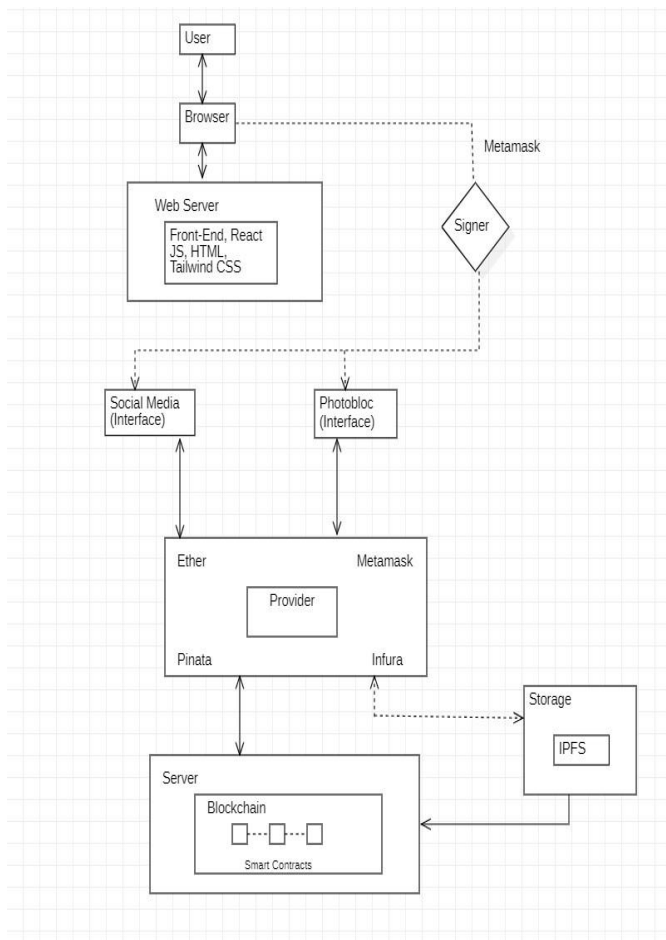 User
Browser
Metamask
Web Server
Front-End, React
JS, HTML,
Tailwind CSS
Signer
Social Media
(Interface)
Photobloc
(Interface)
Ether
Metamask
Provider
Pinata
Infura
Storage
IPFS
Server
Blockchain
Smart Contracts